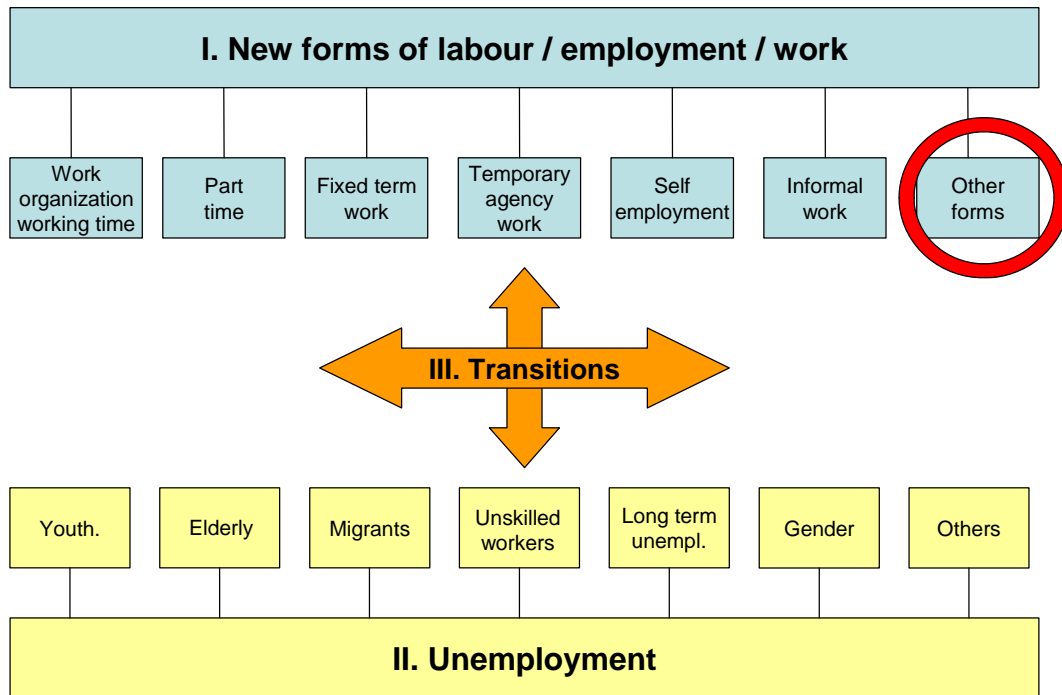 I. New forms of labour / employment / work
Work
organization
working time
Part
time
Fixed term
work
Temporary
agency
work
Self
employment
Informal
work
Other
forms
III. Transitions
Youth.
Elderly
Migrants
Unskilled
workers
Long term
unempl.
Gender
Others
II. Unemployment